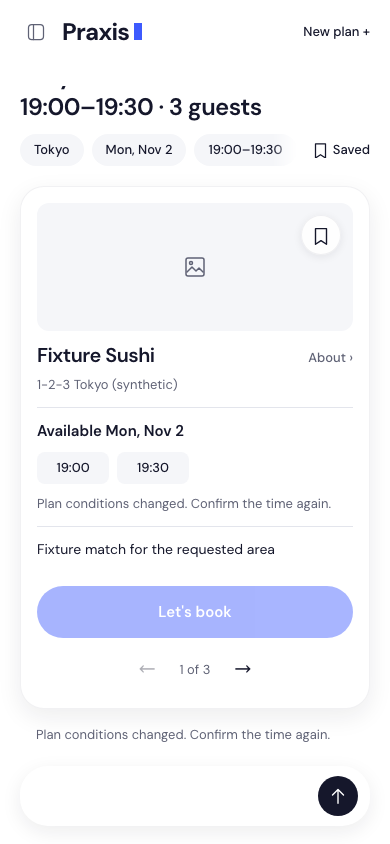 Praxis
New plan +
19:00–19:30 · 3 guests
Tokyo
Mon, Nov 2
19:00–19:30
Saved
Fixture Sushi
About ›
1-2-3 Tokyo (synthetic)
Available Mon, Nov 2
19:00
19:30
Plan conditions changed. Confirm the time again.
Fixture match for the requested area
Let's book
← 1 of 3 →
Plan conditions changed. Confirm the time again.